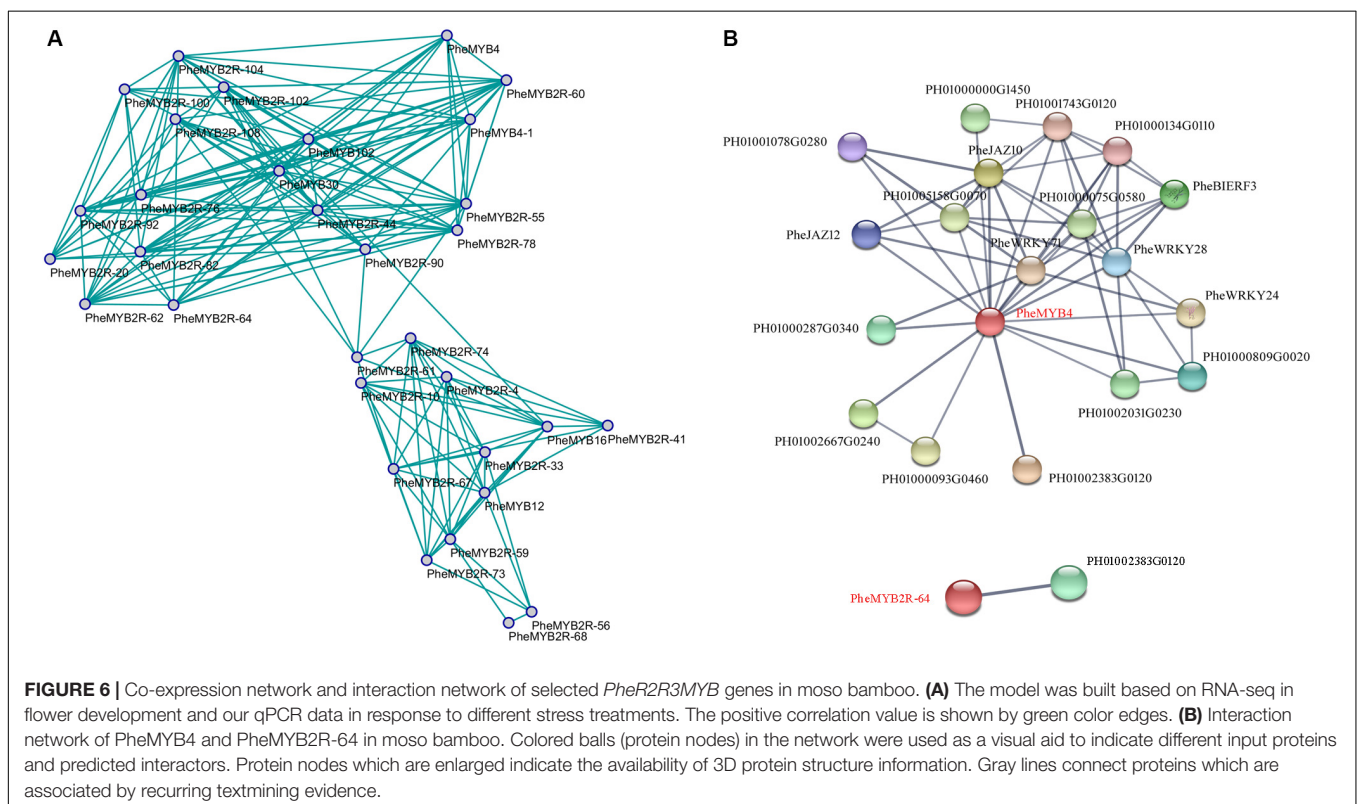 A
PheMYB4
PheMYB2R-104
PheMYB2R-60
PheMYB2R-100
PheMYB2R-102
PheMYB4-1
PheMYB2R-108
PheMYB102
PheMYB30
PheMYB2R-76
PheMYB2R-55
PheMYB2R-92
PheMYB2R-44
PheMYB2R-78
PheMYB2R-82
PheMYB2R-20
PheMYB2R-90
PheMYB2R-62
PheMYB2R-64
PheMYB2R-74
PheMYB2R-61
PheMYB2R-4
PheMYB2R-10
PheMYB16
PheMYB2R-41
PheMYB2R-33
PheMYB2R-67
PheMYB12
PheMYB2R-59
PheMYB2R-73
PheMYB2R-56
PheMYB2R-68
B
PH01000000G1450
PH01001743G0120
PH01000134G0110
PH01001078G0280
PheJAZ10
PheBIERF3
PH01005158G0070
PH01000075G0580
PheJAZ12
PheWRKY71
PheWRKY28
PheWRKY24
PheMYB4
PH01000287G0340
PH01000809G0020
PH01002031G0230
PH01002667G0240
PH01000093G0460
PH01002383G0120
PH01002383G0120
PheMYB2R-64
FIGURE 6 | Co-expression network and interaction network of selected PheR2R3MYB genes in moso bamboo. (A) The model was built based on RNA-seq in
flower development and our qPCR data in response to different stress treatments. The positive correlation value is shown by green color edges. (B) Interaction
network of PheMYB4 and PheMYB2R-64 in moso bamboo. Colored balls (protein nodes) in the network were used as a visual aid to indicate different input proteins
and predicted interactors. Protein nodes which are enlarged indicate the availability of 3D protein structure information. Gray lines connect proteins which are
associated by recurring textmining evidence.